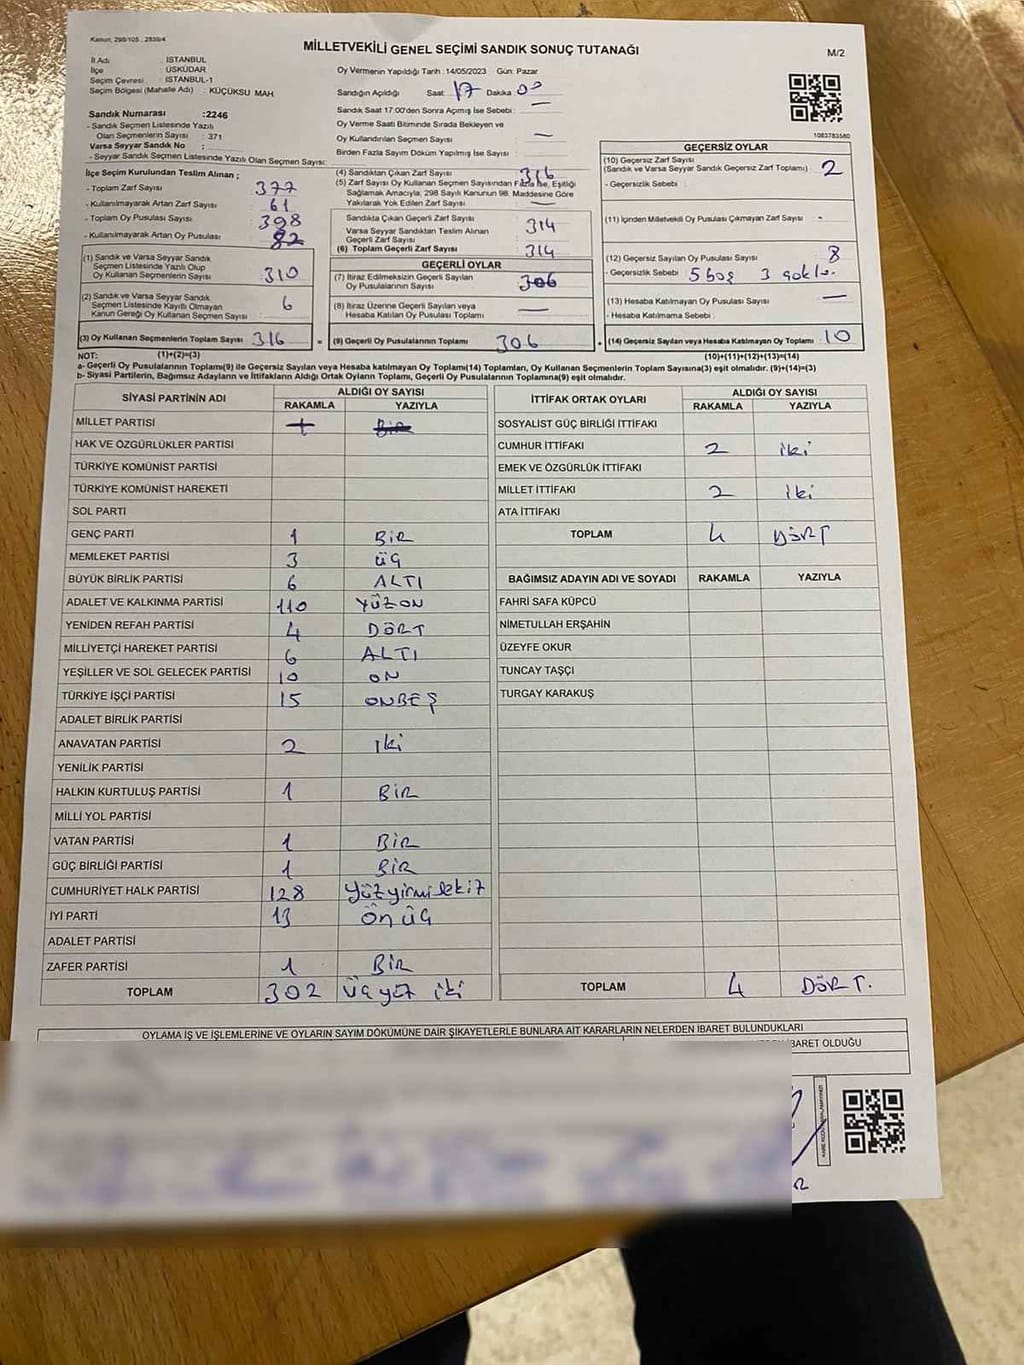 Kanun, 298/105 : 2839/4
MİLLETVEKİLİ GENEL SEÇİMİ SANDIK SONUÇ TUTANAĞI
M/2
İl Adı : İSTANBUL
İlçe : ÜSKÜDAR
Seçim Çevresi : İSTANBUL-1
Seçim Bölgesi (Mahalle Adı) : KÜÇÜKSU MAH.
Sandık Numarası :2246
- Sandık Seçmen Listesinde Yazılı
Olan Seçmenlerin Sayısı : 371
Varsa Seyyar Sandık No :
- Seyyar Sandık Seçmen Listesinde Yazılı Olan Seçmen Sayısı:
Oy Vermenin Yapıldığı Tarih : 14/05/2023 Gün: Pazar
Sandığın Açıldığı Saat : 17 Dakika : 00
Sandık Saat 17:00'den Sonra Açımış İse Sebebi : —
Oy Verme Saati Bitiminde Sırada Bekleyen ve
Oy Kullandırılan Seçmen Sayısı : —
Birden Fazla Sayım Döküm Yapılmış İse Sayısı :
1083783580
İlçe Seçim Kurulundan Teslim Alınan ;
- Toplam Zarf Sayısı : 377
- Kullanılmayarak Artan Zarf Sayısı : 61
- Toplam Oy Pusulası Sayısı : 398
- Kullanılmayarak Artan Oy Pusulası : 82
(1) Sandık ve Varsa Seyyar Sandık
Seçmen Listesinde Yazılı Olup
Oy Kullanan Seçmenlerin Sayısı : 310
(2) Sandık ve Varsa Seyyar Sandık
Seçmen Listesinde Kayıtlı Olmayan
Kanun Gereği Oy Kullanan Seçmen Sayısı : 6
(3) Oy Kullanan Seçmenlerin Toplam Sayısı : 316 =
(4) Sandıktan Çıkan Zarf Sayısı : 316
(5) Zarf Sayısı Oy Kullanan Seçmen Sayısından Fazla İse, Eşitliği
Sağlamak Amacıyla, 298 Sayılı Kanunun 98. Maddesine Göre
Yakılarak Yok Edilen Zarf Sayısı : —
Sandıkta Çıkan Geçerli Zarf Sayısı : 314
Varsa Seyyar Sandıktan Teslim Alınan
Geçerli Zarf Sayısı :
(6) Toplam Geçerli Zarf Sayısı : 314
GEÇERLİ OYLAR
(7) İtiraz Edilmeksizin Geçerli Sayılan
Oy Pusulalarının Sayısı : 306
(8) İtiraz Üzerine Geçerli Sayılan veya
Hesaba Katılan Oy Pusulası Toplamı : —
(9) Geçerli Oy Pusulalarının Toplamı : 306 +
GEÇERSİZ OYLAR
(10) Geçersiz Zarf Sayısı
(Sandık ve Varsa Seyyar Sandık Geçersiz Zarf Toplamı) : 2
- Geçersizlik Sebebi :
(11) İçinden Milletvekili Oy Pusulası Çıkmayan Zarf Sayısı : -
(12) Geçersiz Sayılan Oy Pusulası Sayısı : 8
- Geçersizlik Sebebi : 5 boş 3
(13) Hesaba Katılmayan Oy Pusulası Sayısı : —
- Hesaba Katılmama Sebebi :
(14) Geçersiz Sayılan veya Hesaba Katılmayan Oy Toplamı : 10
NOT: (1)+(2)=(3) (10)+(11)+(12)+(13)=(14)
a- Geçerli Oy Pusulalarının Toplamı(9) ile Geçersiz Sayılan veya Hesaba katılmayan Oy Toplamı(14) Toplamları, Oy Kullanan Seçmenlerin Toplam Sayısına(3) eşit olmalıdır. (9)+(14)=(3)
b- Siyasi Partilerin, Bağımsız Adayların ve İttifakların Aldığı Ortak Oyların Toplamı, Geçerli Oy Pusulalarının Toplamına(9) eşit olmalıdır.
SİYASİ PARTİNİN ADI ALDIĞI OY SAYISI
RAKAMLA YAZIYLA
MİLLET PARTİSI
HAK VE ÖZGÜRLÜKLER PARTİSİ
TÜRKİYE KOMÜNİST PARTİSİ
TÜRKİYE KOMÜNİST HAREKETİ
SOL PARTI
GENÇ PARTİ 1 BİR
MEMLEKET PARTİSİ 3 ÜÇ
BÜYÜK BİRLİK PARTİSİ 6 ALTI
ADALET VE KALKINMA PARTİSİ 110 YÜZON
YENİDEN REFAH PARTİSİ 4 DÖRT
MİLLİYETÇİ HAREKET PARTİSİ 6 ALTI
YEŞİLLER VE SOL GELECEK PARTİSİ 10 ON
TÜRKİYE İŞÇİ PARTİSİ 15 ONBEŞ
ADALET BİRLİK PARTİSİ
ANAVATAN PARTİSİ 2 iki
YENİLİK PARTİSİ
HALKIN KURTULUŞ PARTİSİ 1 BİR
MİLLİ YOL PARTİSİ
VATAN PARTİSİ 1 BİR
GÜÇ BİRLİĞİ PARTİSİ 1 BİR
CUMHURİYET HALK PARTİSİ 128 Yüzyirmisekiz
İYİ PARTİ 13 Onüç
ADALET PARTİSİ
ZAFER PARTİSİ 1 BİR
TOPLAM 302 Üçyüz iki
İTTİFAK ORTAK OYLARI ALDIĞI OY SAYISI
RAKAMLA YAZIYLA
SOSYALİST GÜÇ BİRLİĞİ İTTİFAKI
CUMHUR İTTİFAKI 2 iki
EMEK VE ÖZGÜRLÜK İTTİFAKI
MİLLET İTTİFAKI 2 iki
ATA İTTİFAKI
TOPLAM 4 DÖRT
BAĞIMSIZ ADAYIN ADI VE SOYADI RAKAMLA YAZIYLA
FAHRİ SAFA KÜPCÜ
NİMETULLAH ERŞAHİN
ÜZEYFE OKUR
TUNCAY TAŞÇI
TURGAY KARAKUŞ
TOPLAM 4 DÖRT.
OYLAMA İŞ VE İŞLEMLERİNE VE OYLARIN SAYIM DÖKÜMÜNE DAİR ŞİKAYETLERLE BUNLARA AİT KARARLARIN NELERDEN İBARET BULUNDUKLARI
BARET OLDUĞU